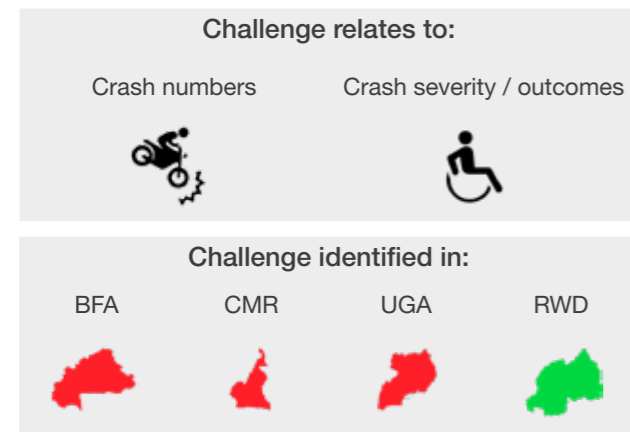 Challenge relates to:
Crash numbers
Crash severity / outcomes
Challenge identified in:
BFA
CMR
UGA
RWD